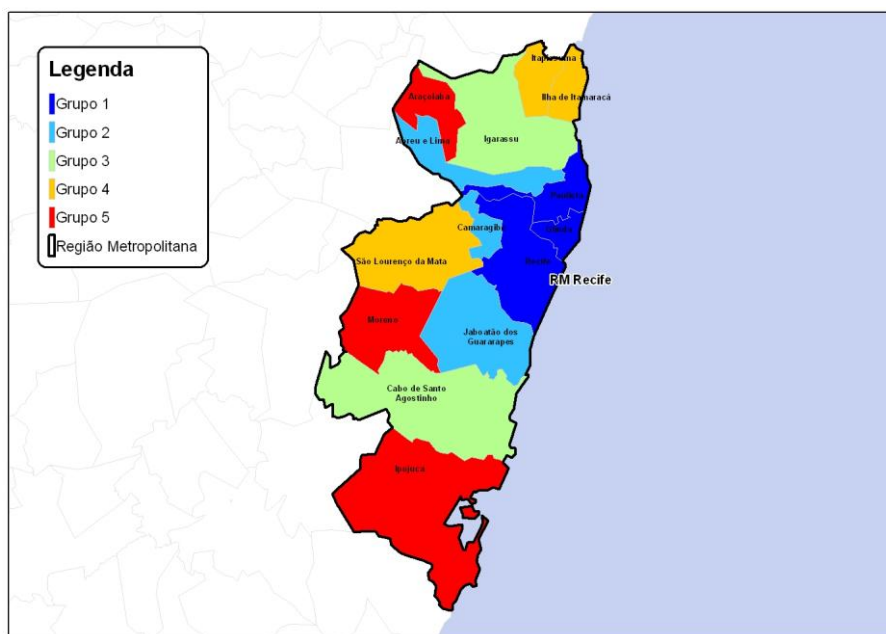 Legenda
Grupo 1
Grupo 2
Grupo 3
Grupo 4
Grupo 5
Região Metropolitana
Itapissuma
Araçoiaba
Ilha de Itamaracá
Abreu e Lima
Igarassu
Paulista
Camaragibe
Olinda
São Lourenço da Mata
Recife
RM Recife
Moreno
Jaboatão dos
Guararapes
Cabo de Santo
Agostinho
Ipojuca